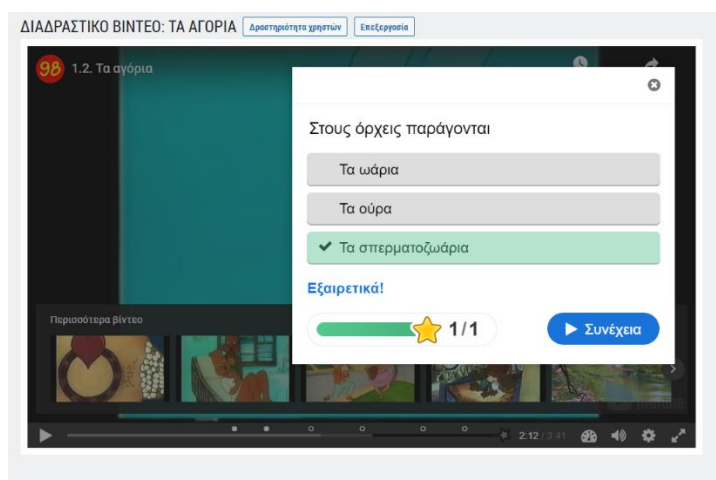 ΔΙΑΔΡΑΣΤΙΚΟ ΒΙΝΤΕΟ: ΤΑ ΑΓΟΡΙΑ Δραστηριότητα χρηστών Επεξεργασία
98 1.2. Τα αγόρια
Στους όρχεις παράγονται
Τα ωάρια
Τα ούρα
Τα σπερματοζωάρια
Εξαιρετικά!
1/1 Συνέχεια
Περισσότερα βίντεο
2:12 / 3:41